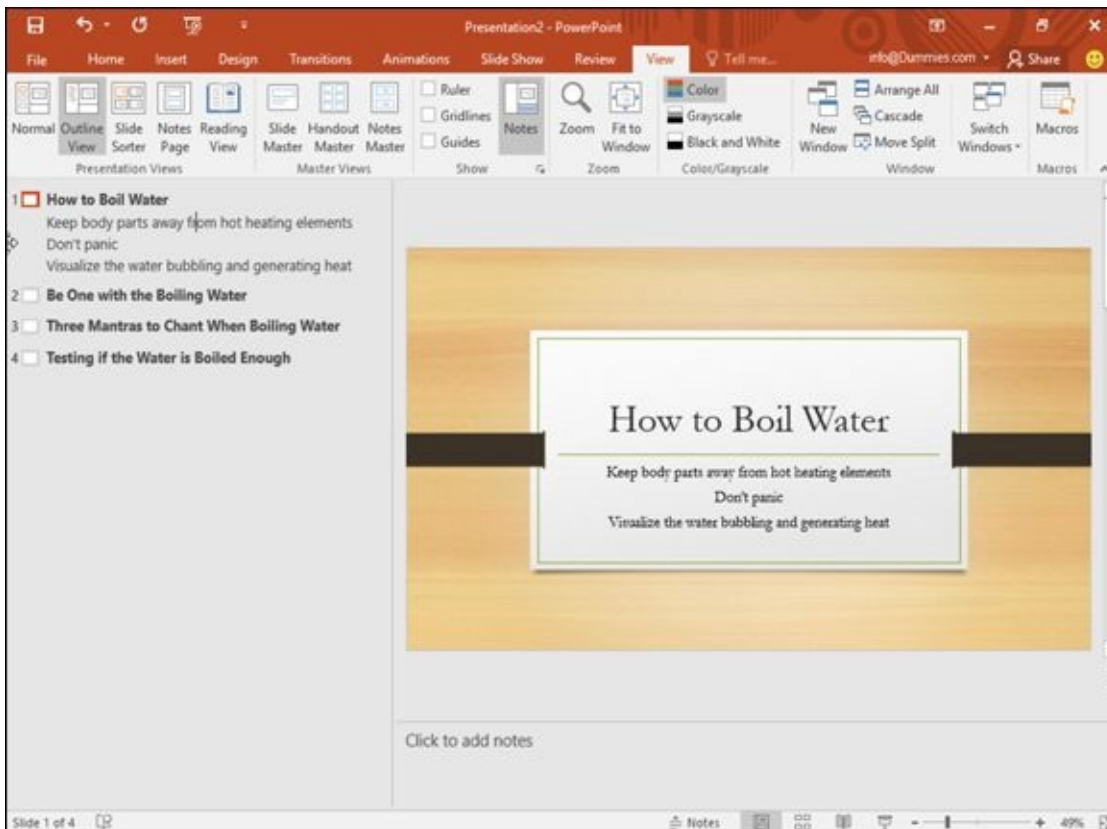 Presentation2 - PowerPoint
File Home Insert Design Transitions Animations Slide Show Review View Tell me... info@Dummies.com Share
Normal Outline View Slide Sorter Notes Page Reading View
Presentation Views
Slide Master Handout Master Notes Master
Master Views
Ruler
Gridlines
Guides
Notes
Show
Zoom Fit to Window
Zoom
Color
Grayscale
Black and White
Color/Grayscale
New Window
Arrange All
Cascade
Move Split
Switch Windows
Window
Macros
Macros
1 How to Boil Water
Keep body parts away from hot heating elements
Don't panic
Visualize the water bubbling and generating heat
2 Be One with the Boiling Water
3 Three Mantras to Chant When Boiling Water
4 Testing if the Water is Boiled Enough
How to Boil Water
Keep body parts away from hot heating elements
Don't panic
Visualize the water bubbling and generating heat
Click to add notes
Slide 1 of 4
Notes
49%